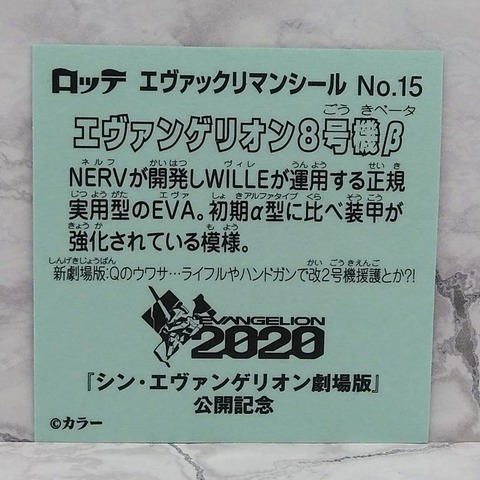 ロッテ エヴァックリマンシール No.15
ごう きベータ
エヴァンゲリオン8号機β
ネルフ かいはつ ヴィレ うんよう せいき
NERVが開発しWILLEが運用する正規
じつようがた エヴァ しょきアルファタイプ くら そうこう
実用型のEVA。初期α型に比べ装甲が
きょうか もよう
強化されている模様。
しんげきじょうばん かい ごうきえんご
新劇場版:Qのウワサ…ライフルやハンドガンで改2号機援護とか?!
EVANGELION
2020
『シン・エヴァンゲリオン劇場版』
公開記念
©カラー